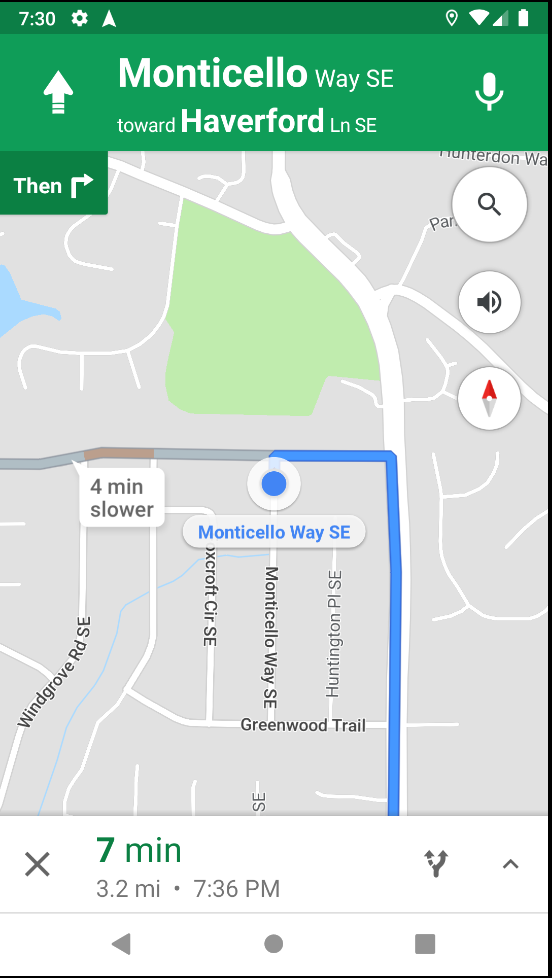 7:30
Monticello Way SE
toward Haverford Ln SE
Then
Hunterdon Wa
Par
4 min
slower
Monticello Way SE
oxcroft Cir SE
Monticello Way SE
Huntington Pl SE
Windgrove Rd SE
Greenwood Trail
SE
7 min
3.2 mi • 7:36 PM